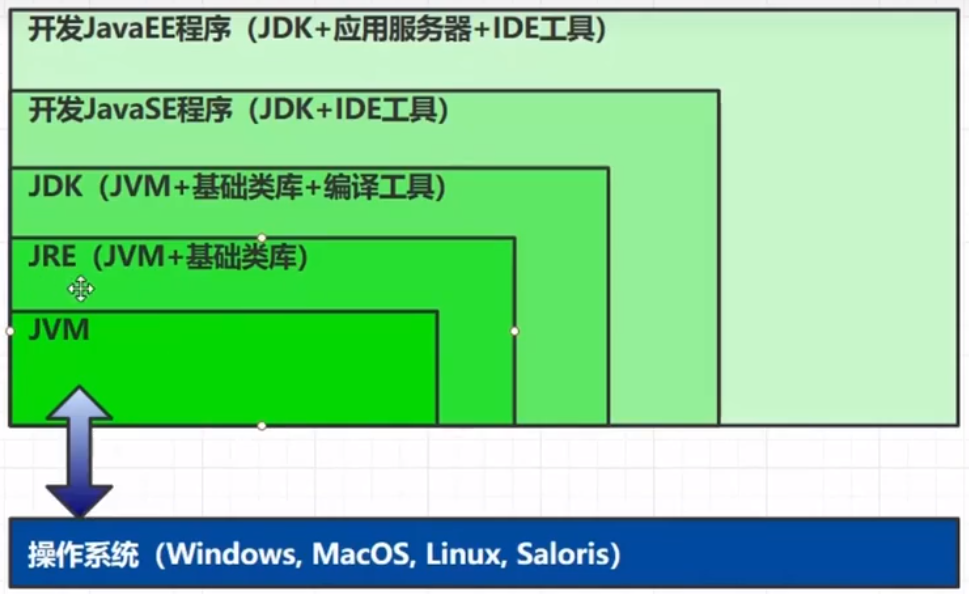 开发JavaEE程序（JDK+应用服务器+IDE工具）
开发JavaSE程序（JDK+IDE工具）
JDK（JVM+基础类库+编译工具）
JRE（JVM+基础类库）
JVM
操作系统（Windows, MacOS, Linux, Saloris）